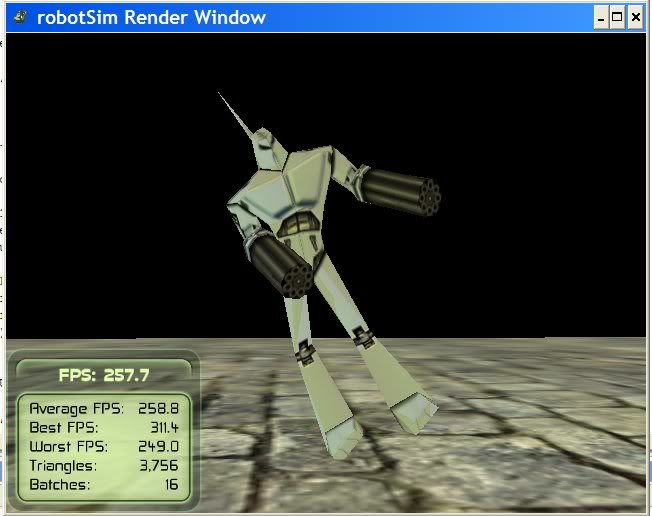 robotSim Render Window
FPS: 257.7
Average FPS: 258.8
Best FPS: 311.4
Worst FPS: 249.0
Triangles: 3,756
Batches: 16